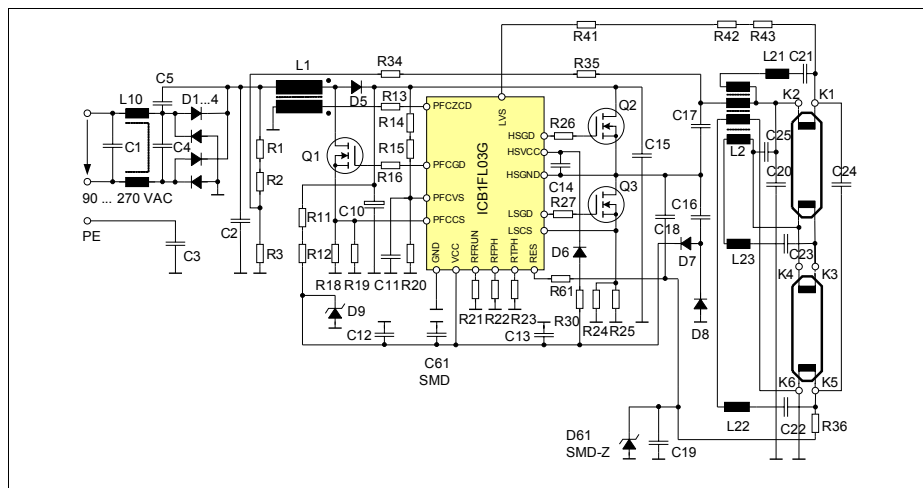 R41
R42
R43
L21
C21
C5
L1
R34
R35
K2
K1
L10
D1...4
D5
R13
PFCZCD
LVS
Q2
C17
R14
HSGD
R26
C25
L2
C1
C4
R1
Q1
R15
HSVCC
C15
C20
C24
R2
R16
PFCGD
ICB1FL03G
HSGND
C14
Q3
90 ... 270 VAC
R11
C10
PFCVS
LSGD
R27
C16
C18
PE
C2
PFCCS
LSCS
D6
D7
L23
C23
C3
R3
R12
GND
VCC
RFRUN
RFPH
RTPH
RES
K4
K3
R18
R19
C11
R20
R61
D9
R21
R22
R23
R30
R24
R25
D8
C12
C13
C61
SMD
K6
K5
L22
C22
R36
D61
SMD-Z
C19